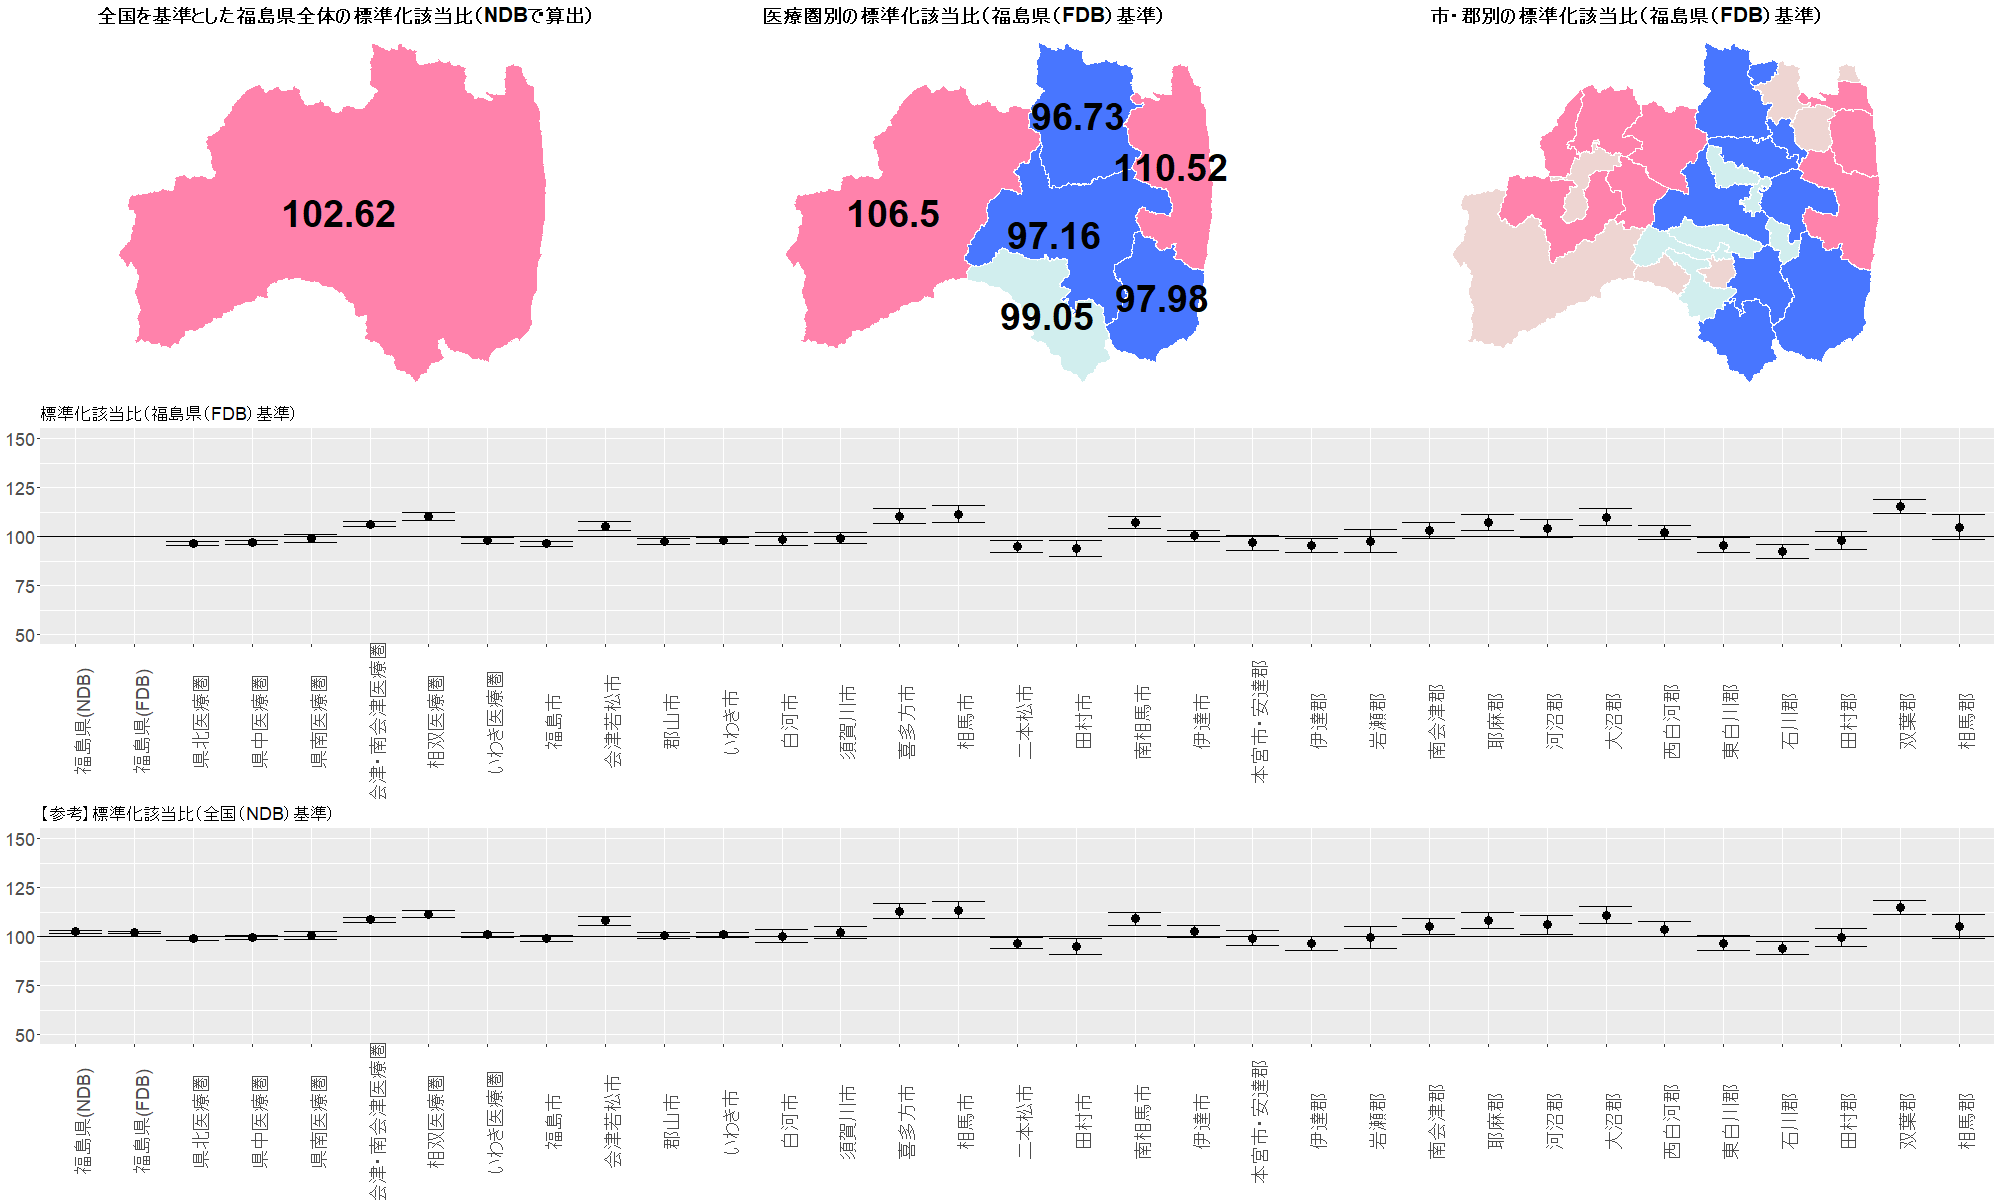 全国を基準とした福島県全体の標準化該当比（NDBで算出）
医療圏別の標準化該当比（福島県（FDB）基準）
市・郡別の標準化該当比（福島県（FDB）基準）
102.62
96.73
110.52
106.5
97.16
97.98
99.05
標準化該当比（福島県（FDB）基準）
150
125
100
75
50
福島県(NDB)
福島県(FDB)
県北医療圏
県中医療圏
県南医療圏
会津・南会津医療圏
相双医療圏
いわき医療圏
福島市
会津若松市
郡山市
いわき市
白河市
須賀川市
喜多方市
相馬市
二本松市
田村市
南相馬市
伊達市
本宮市・安達郡
伊達郡
岩瀬郡
南会津郡
耶麻郡
河沼郡
大沼郡
西白河郡
東白川郡
石川郡
田村郡
双葉郡
相馬郡
【参考】標準化該当比（全国（NDB）基準）
150
125
100
75
50
福島県(NDB)
福島県(FDB)
県北医療圏
県中医療圏
県南医療圏
会津・南会津医療圏
相双医療圏
いわき医療圏
福島市
会津若松市
郡山市
いわき市
白河市
須賀川市
喜多方市
相馬市
二本松市
田村市
南相馬市
伊達市
本宮市・安達郡
伊達郡
岩瀬郡
南会津郡
耶麻郡
河沼郡
大沼郡
西白河郡
東白川郡
石川郡
田村郡
双葉郡
相馬郡